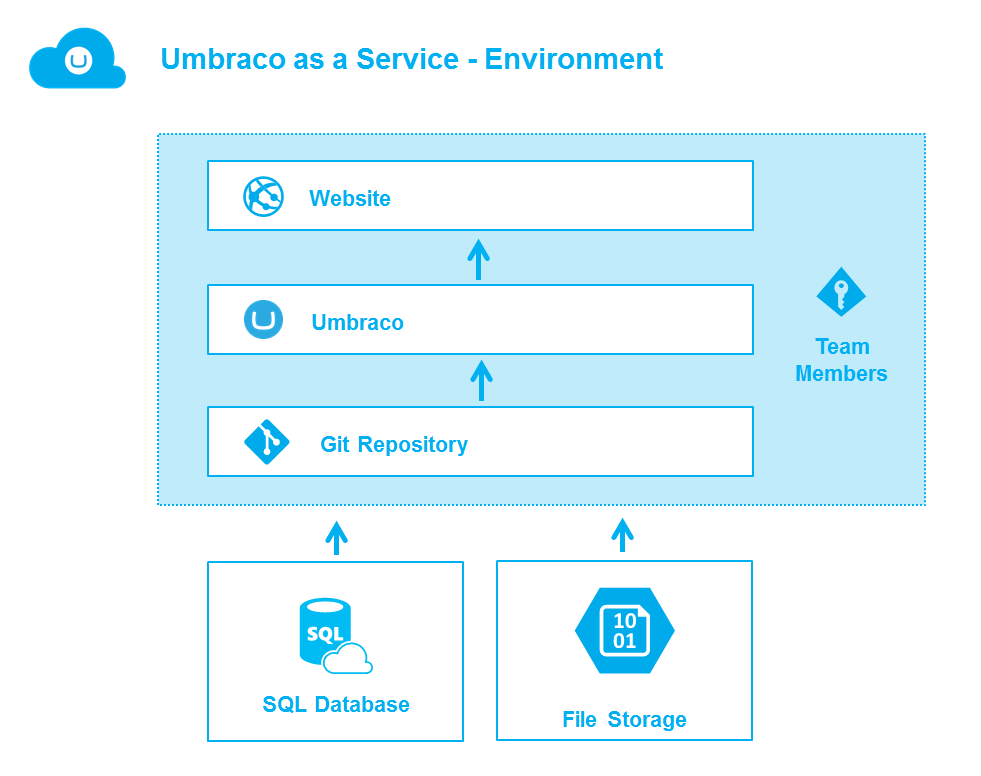 Umbraco as a Service - Environment
Website
Umbraco
Team
Members
Git Repository
SQL
SQL Database
10
01
File Storage